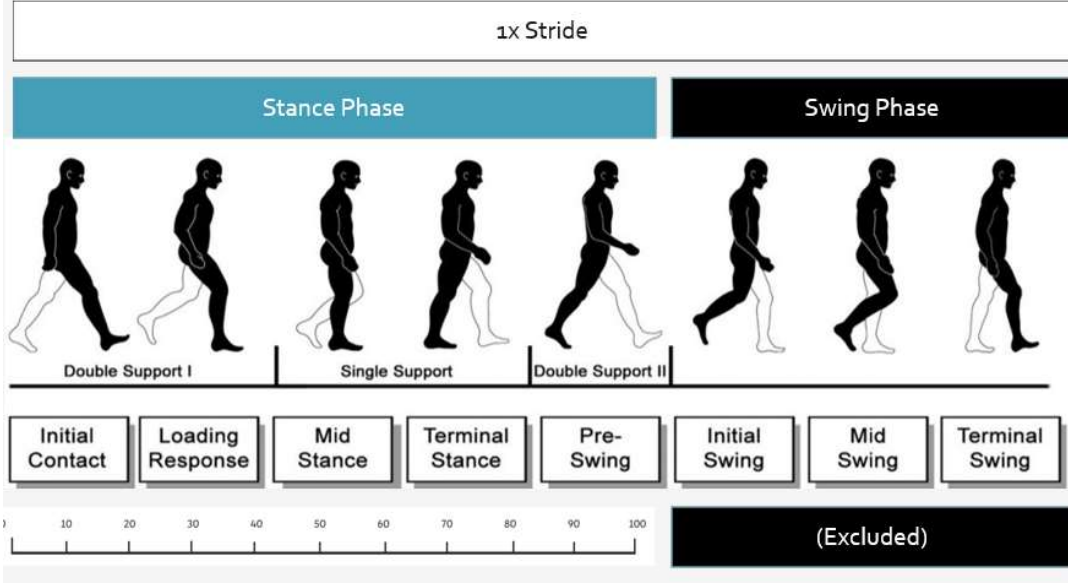 1x Stride
Stance Phase
Swing Phase
Double Support I
Single Support
Double Support II
Initial
Contact
Loading
Response
Mid
Stance
Terminal
Stance
Pre-
Swing
Initial
Swing
Mid
Swing
Terminal
Swing
0 10 20 30 40 50 60 70 80 90 100
(Excluded)